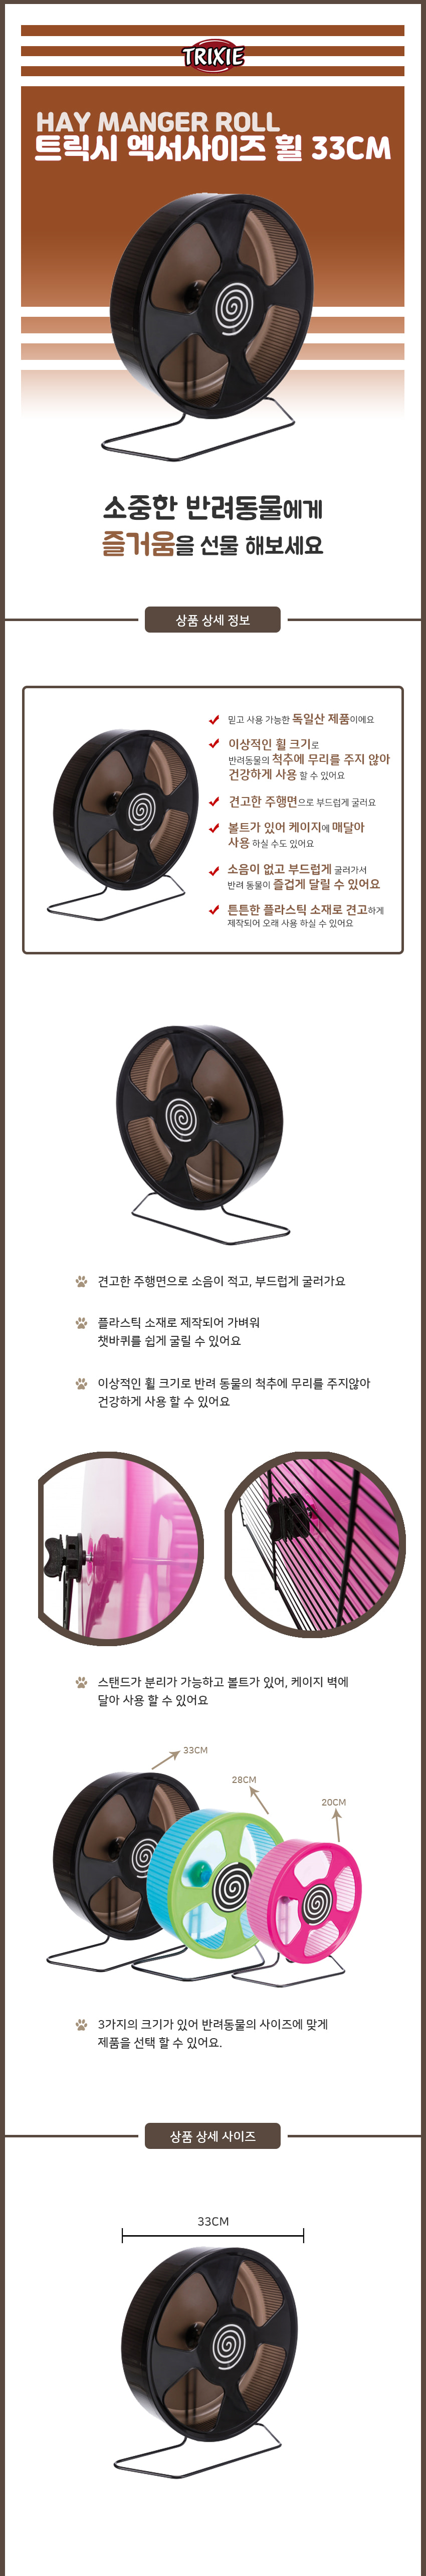 TRIXIE
HAY MANGER ROLL
트릭시 엑서사이즈 휠 33CM
소중한 반려동물에게
즐거움을 선물 해보세요
상품 상세 정보
믿고 사용 가능한 독일산 제품이에요
이상적인 휠 크기로
반려동물의 척추에 무리를 주지 않아
건강하게 사용 할 수 있어요
견고한 주행면으로 부드럽게 굴러요
볼트가 있어 케이지에 매달아
사용 하실 수도 있어요
소음이 없고 부드럽게 굴러가서
반려 동물이 즐겁게 달릴 수 있어요
튼튼한 플라스틱 소재로 견고하게
제작되어 오래 사용 하실 수 있어요
견고한 주행면으로 소음이 적고, 부드럽게 굴러가요
플라스틱 소재로 제작되어 가벼워
챗바퀴를 쉽게 굴릴 수 있어요
이상적인 휠 크기로 반려 동물의 척추에 무리를 주지않아
건강하게 사용 할 수 있어요
스탠드가 분리가 가능하고 볼트가 있어, 케이지 벽에
달아 사용 할 수 있어요
33CM
28CM
20CM
3가지의 크기가 있어 반려동물의 사이즈에 맞게
제품을 선택 할 수 있어요.
상품 상세 사이즈
33CM